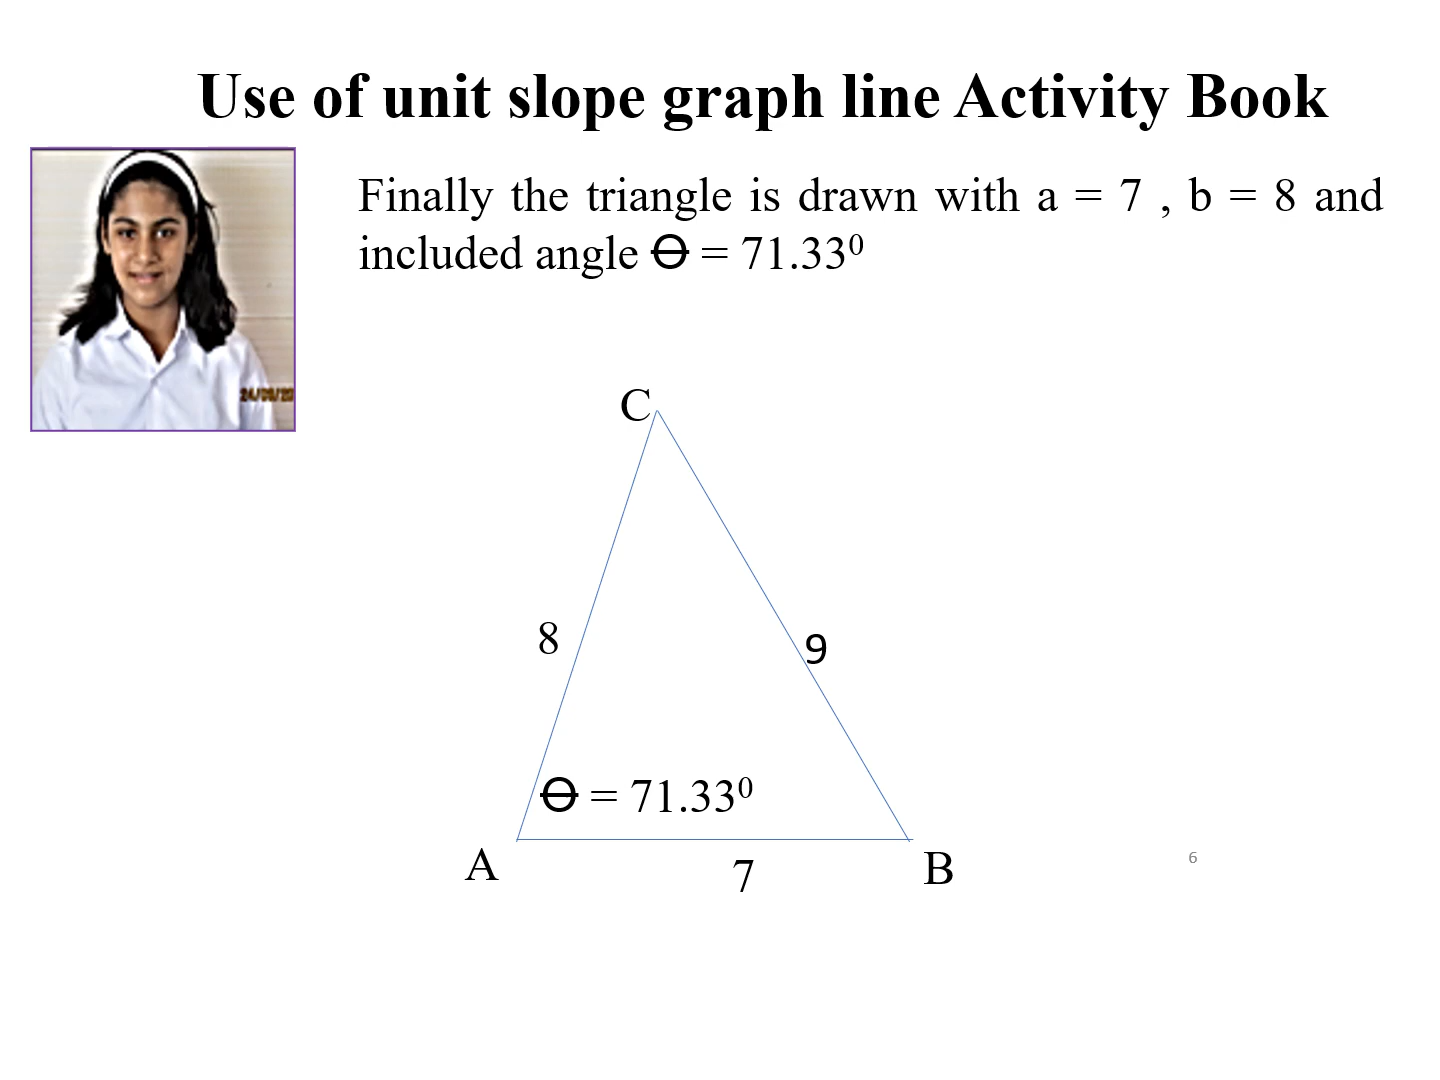 Use of unit slope graph line Activity Book
Finally the triangle is drawn with a = 7 , b = 8 and
included angle Ɵ = 71.33⁰
C
8
9
Ɵ = 71.33⁰
A
7
B
6